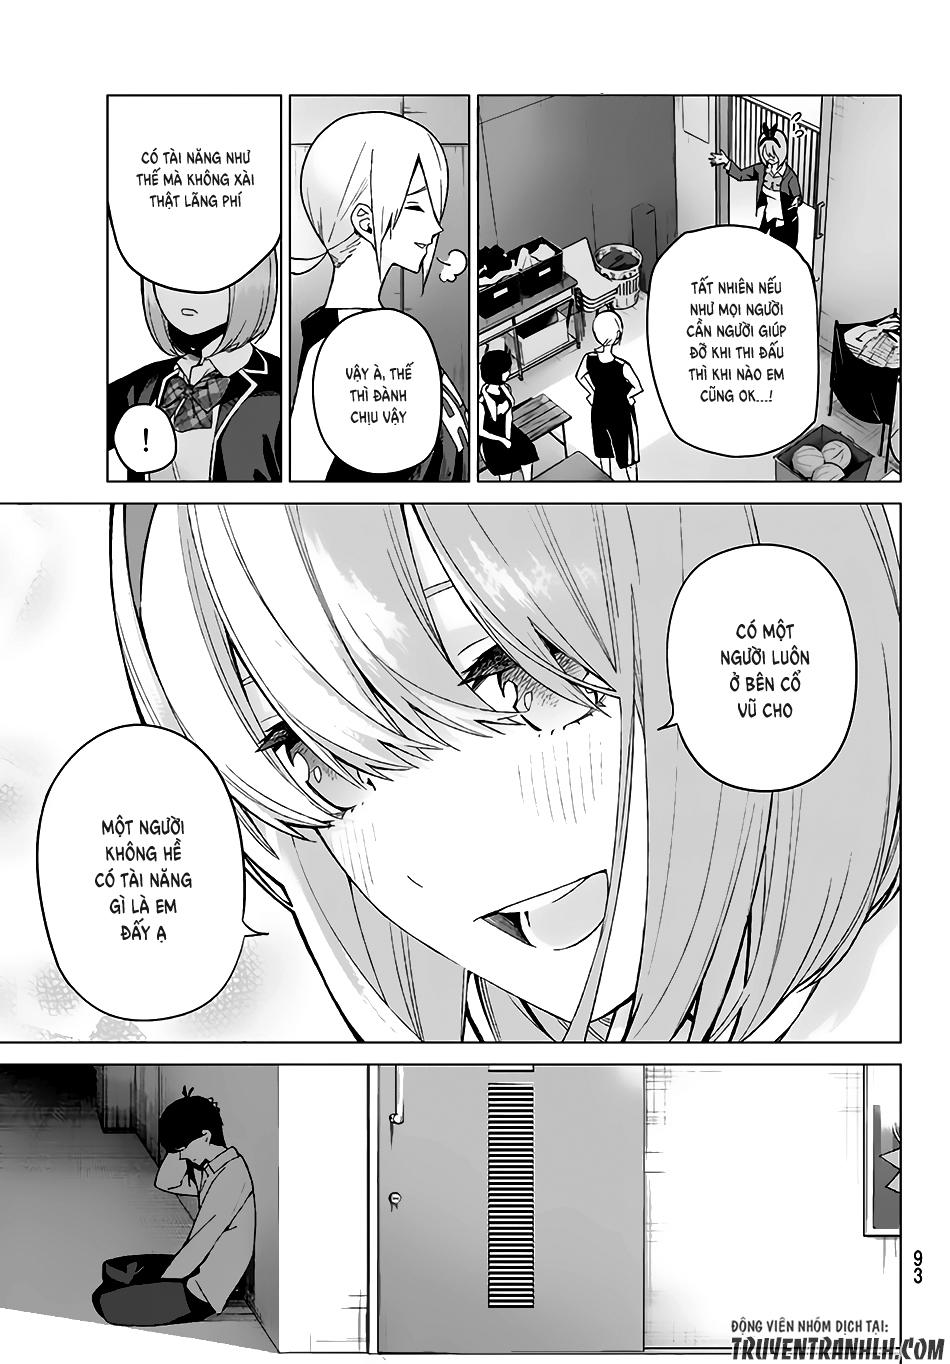 TẤT NHIÊN NẾU
NHƯ MỌI NGƯỜI
CẦN NGƯỜI GIÚP
ĐỠ KHI THI ĐẤU
THÌ KHI NÀO EM
CŨNG OK...!
VẬY À, THẾ
THÌ ĐÀNH
CHỊU VẬY
CÓ TÀI NĂNG NHƯ
THẾ MÀ KHÔNG XÀI
THẬT LÃNG PHÍ
!
CÓ MỘT
NGƯỜI LUÔN
Ở BÊN CỔ
VŨ CHO
MỘT NGƯỜI
KHÔNG HỀ
CÓ TÀI NĂNG
GÌ LÀ EM
ĐẤY Ạ
93
ĐỘNG VIÊN NHÓM DỊCH TẠI:
TRUYENTRANHLH.COM